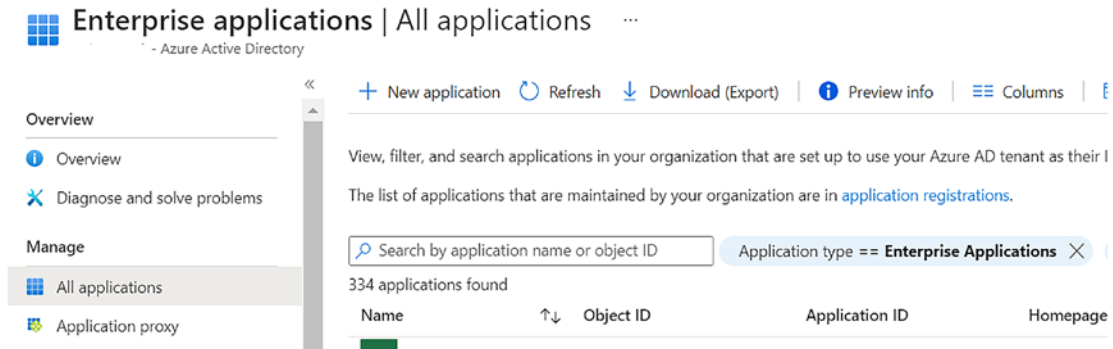 Enterprise applications | All applications ...
- Azure Active Directory
«
Overview
Overview
Diagnose and solve problems
Manage
All applications
Application proxy
New application Refresh Download (Export) Preview info Columns
View, filter, and search applications in your organization that are set up to use your Azure AD tenant as their
The list of applications that are maintained by your organization are in application registrations.
Search by application name or object ID Application type == Enterprise Applications
334 applications found
Name ↑↓ Object ID Application ID Homepage